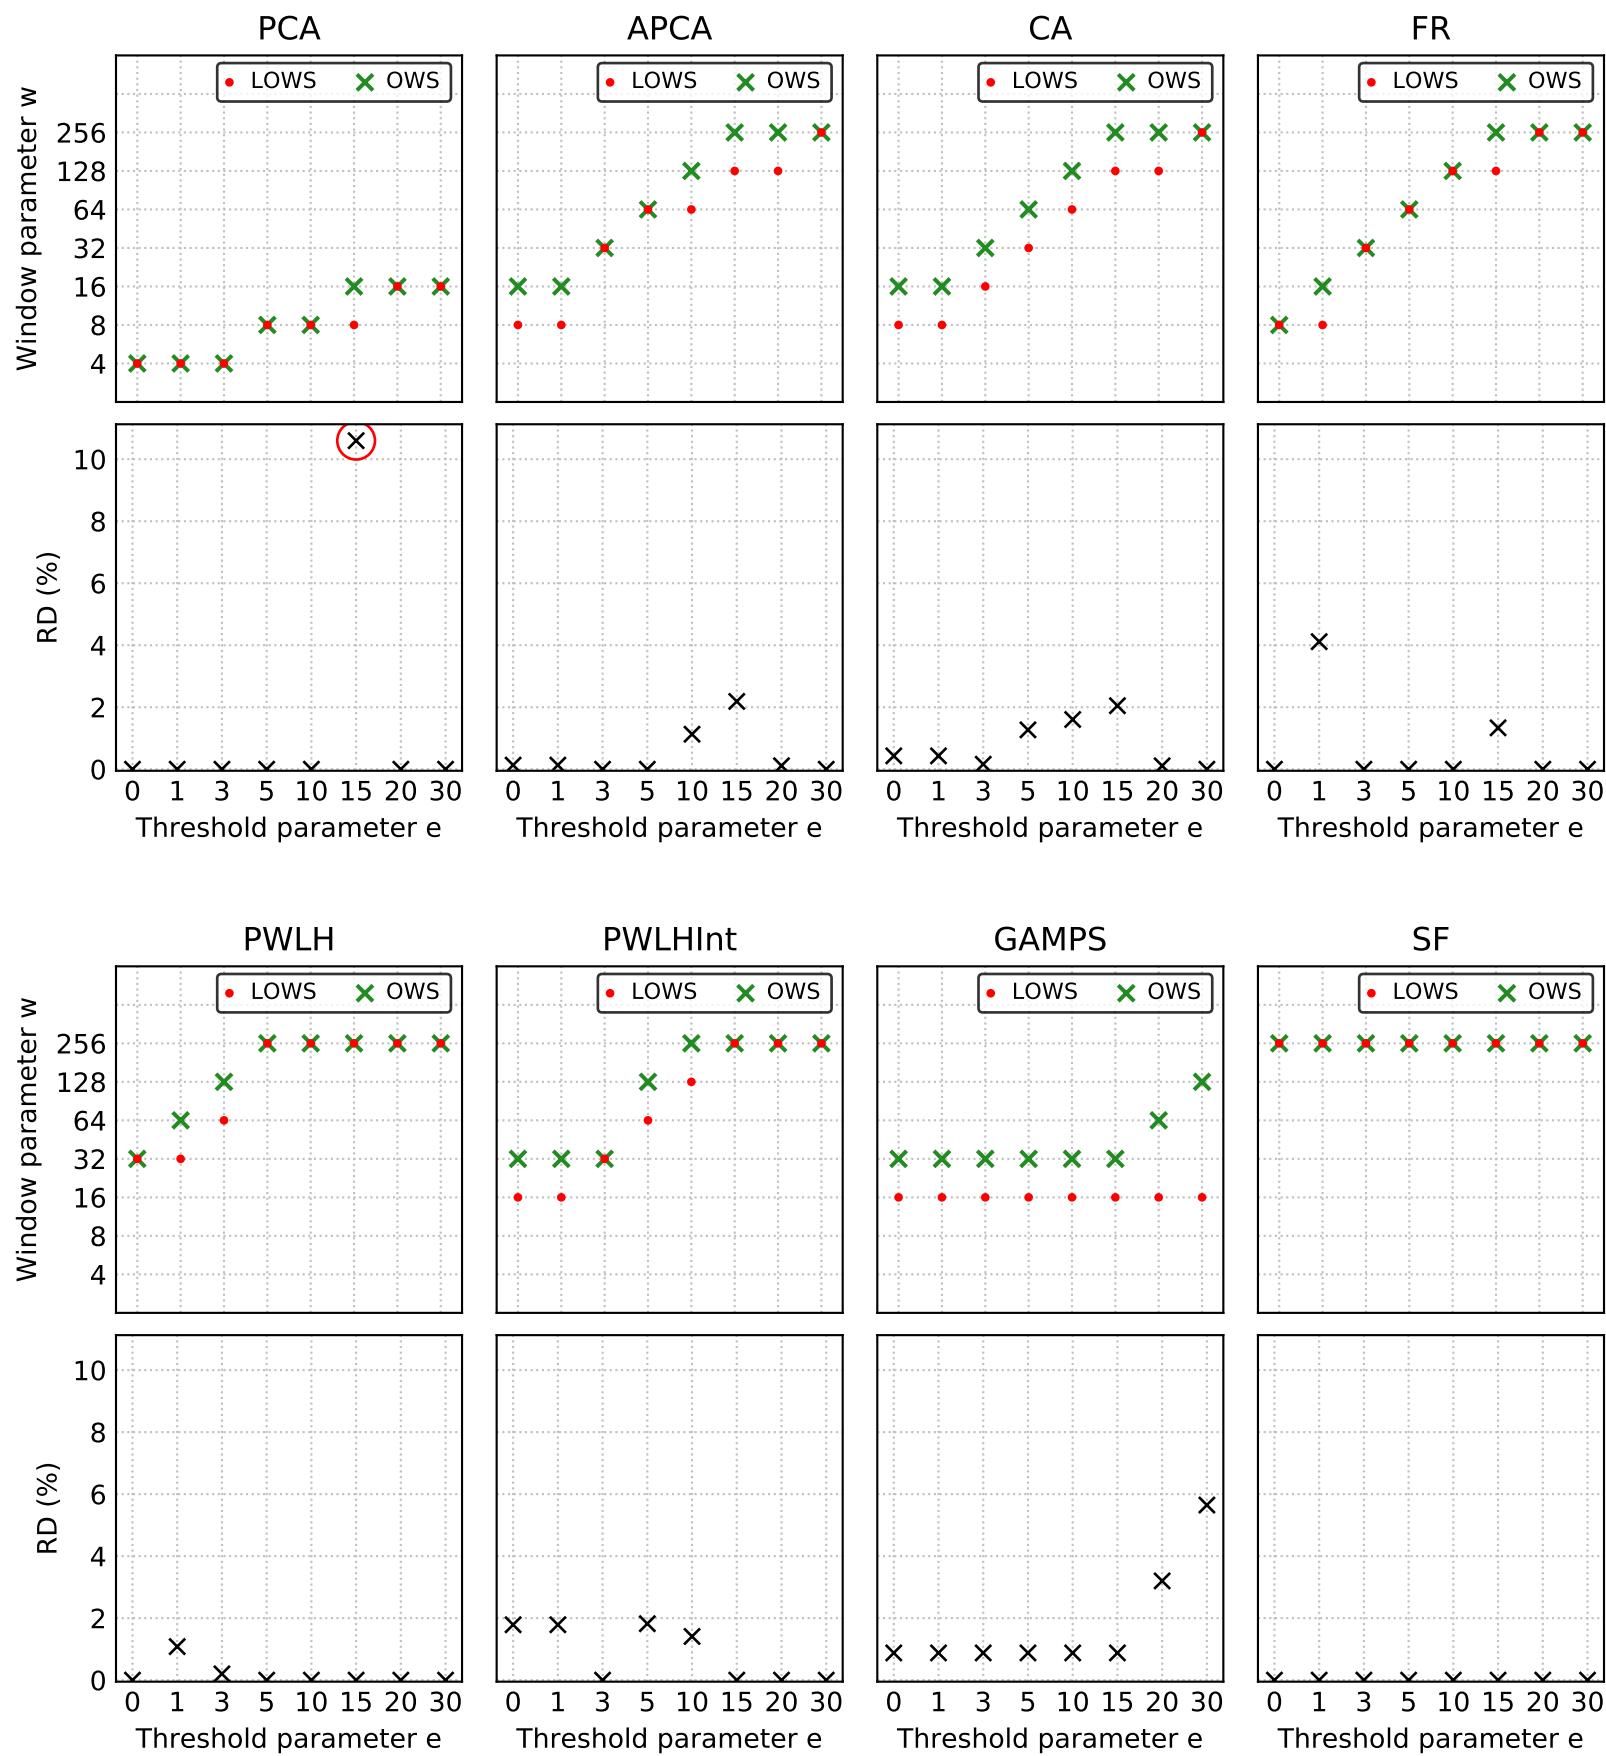 PCA APCA CA FR
LOWS OWS LOWS OWS LOWS OWS LOWS OWS
Window parameter w
256
128
64
32
16
8
4
RD (%)
10
8
6
4
2
0
0 1 3 5 10 15 20 30 0 1 3 5 10 15 20 30 0 1 3 5 10 15 20 30 0 1 3 5 10 15 20 30
Threshold parameter e Threshold parameter e Threshold parameter e Threshold parameter e
PWLH PWLHInt GAMPS SF
LOWS OWS LOWS OWS LOWS OWS LOWS OWS
Window parameter w
256
128
64
32
16
8
4
RD (%)
10
8
6
4
2
0
0 1 3 5 10 15 20 30 0 1 3 5 10 15 20 30 0 1 3 5 10 15 20 30 0 1 3 5 10 15 20 30
Threshold parameter e Threshold parameter e Threshold parameter e Threshold parameter e